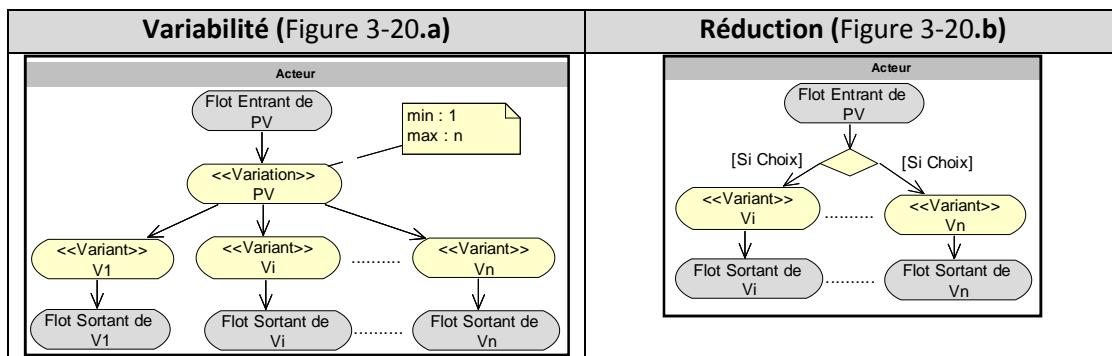 Variabilité (Figure 3-20.a)
Réduction (Figure 3-20.b)
Acteur
Flot Entrant de
PV
min : 1
max : n
<<Variation>>
PV
<<Variant>>
V1
<<Variant>>
Vi
..........
<<Variant>>
Vn
Flot Sortant de
V1
Flot Sortant de
Vi
..........
Flot Sortant de
Vn
Acteur
Flot Entrant de
PV
[Si Choix]
[Si Choix]
<<Variant>>
Vi
..........
<<Variant>>
Vn
Flot Sortant de
Vi
..........
Flot Sortant de
Vn